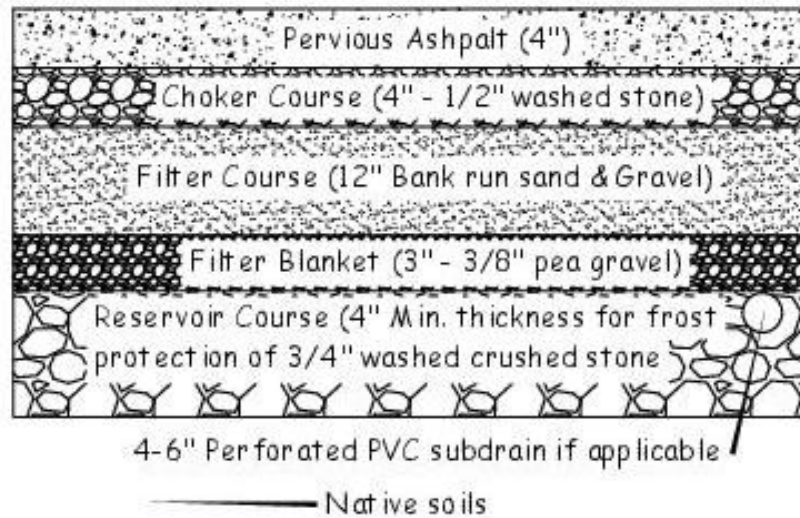 Pervious Ashpalt (4")
Choker Course (4" - 1/2" washed stone)
Filter Course (12" Bank run sand & Gravel)
Filter Blanket (3" - 3/8" pea gravel)
Reservoir Course (4" Min. thickness for frost
protection of 3/4" washed crushed stone
4-6" Perforated PVC subdrain if applicable
Native soils